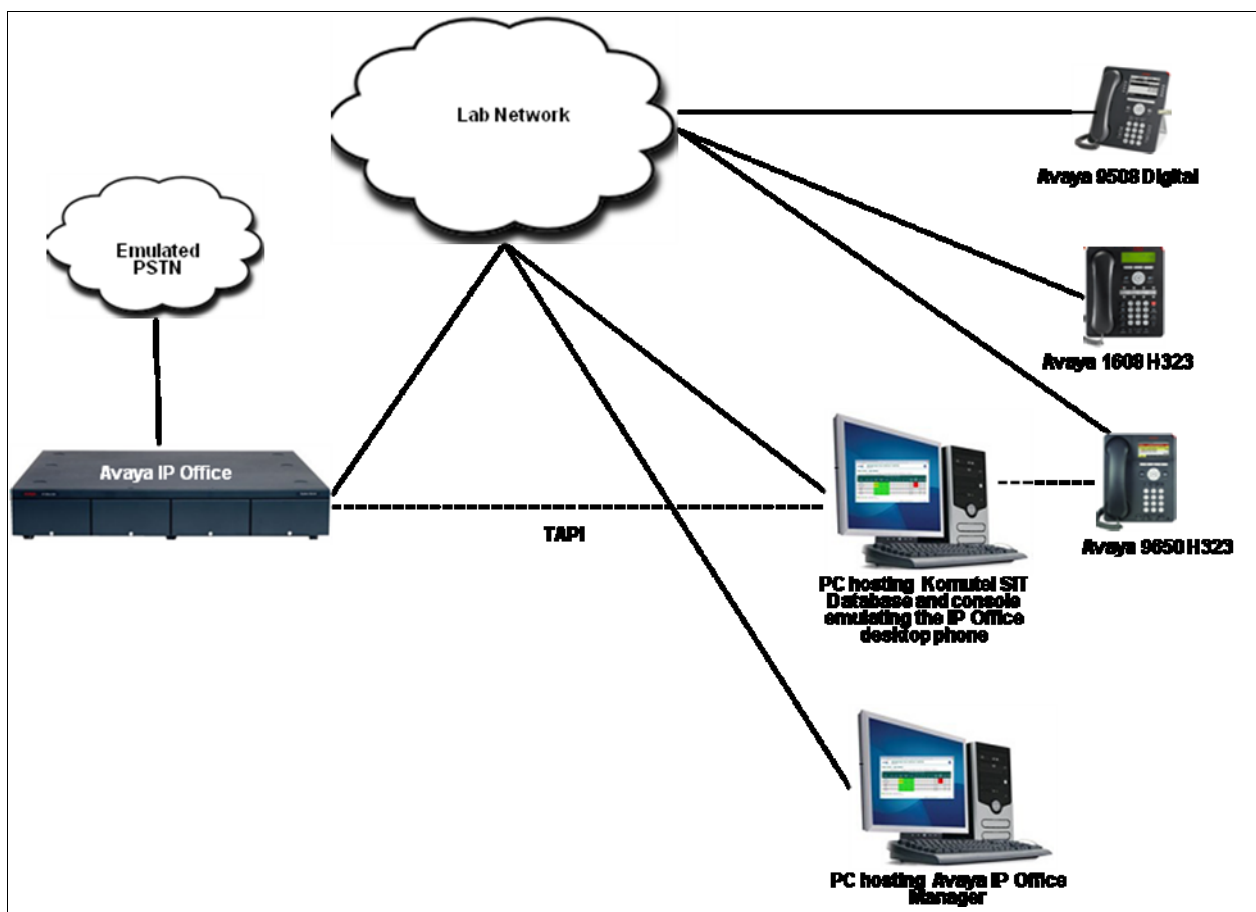 Lab Network
Emulated
PSTN
Avaya 9508 Digital
Avaya 1608 H323
Avaya IP Office
Avaya 9650 H323
TAPI
PC hosting Komutel SIT
Database and console
emulating the IP Office
desktop phone
PC hosting Avaya IP Office
Manager